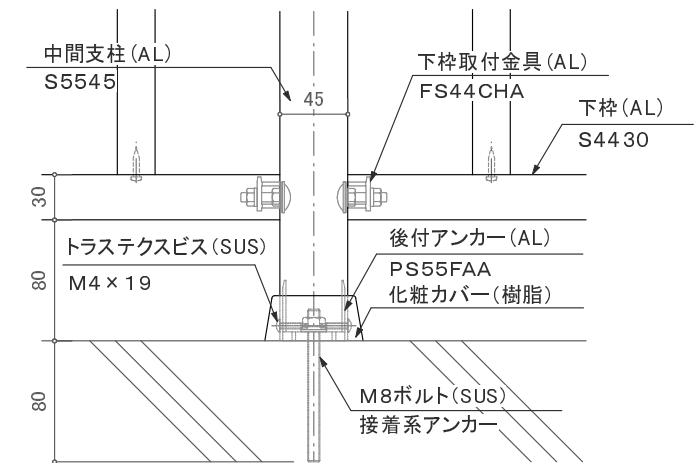 中間支柱(AL)
S5545
下枠取付金具(AL)
FS44CHA
45
下枠(AL)
S4430
30
トラステクスビス(SUS)
M4×19
後付アンカー(AL)
PS55FAA
化粧カバー(樹脂)
80
80
M8ボルト(SUS)
接着系アンカー